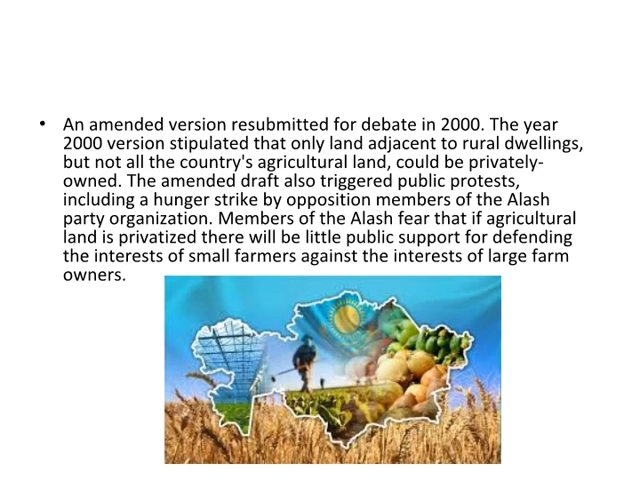 • An amended version resubmitted for debate in 2000. The year
2000 version stipulated that only land adjacent to rural dwellings,
but not all the country's agricultural land, could be privately-
owned. The amended draft also triggered public protests,
including a hunger strike by opposition members of the Alash
party organization. Members of the Alash fear that if agricultural
land is privatized there will be little public support for defending
the interests of small farmers against the interests of large farm
owners.